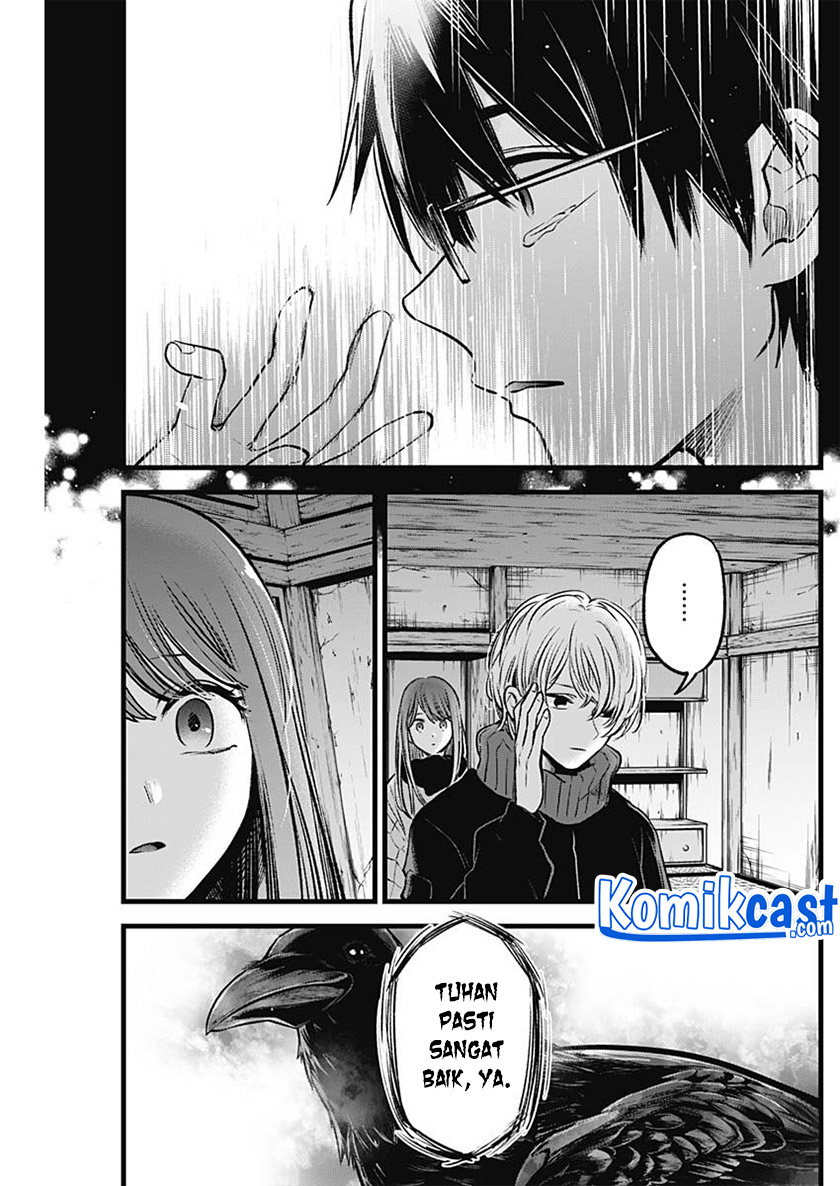 .......
Komikcast
.com
TUHAN
PASTI
SANGAT
BAIK, YA.